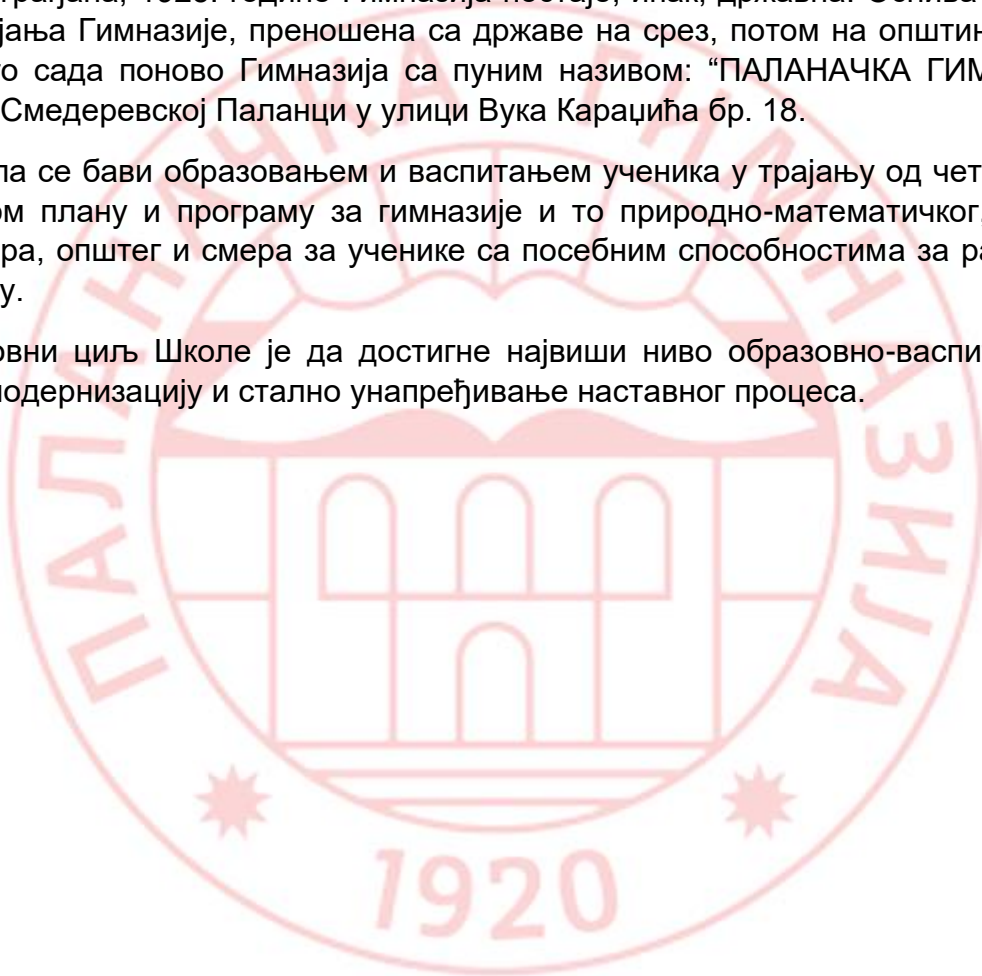 јања Гимназије, преношена са државе на срез, потом на општин
о сада поново Гимназија са пуним називом: “ПАЛАНАЧКА ГИМ
Смедеревској Паланци у улици Вука Караџића бр. 18.
ла се бави образовањем и васпитањем ученика у трајању од чет
ом плану и програму за гимназије и то природно-математичког
ра, општег и смера за ученике са посебним способностима за ра
у.
овни циљ Школе је да достигне највиши ниво образовно-васпи
модернизацију и стално унапређивање наставног процеса.
ПАЛАНАЧКА ГИМНАЗИЈА
1920